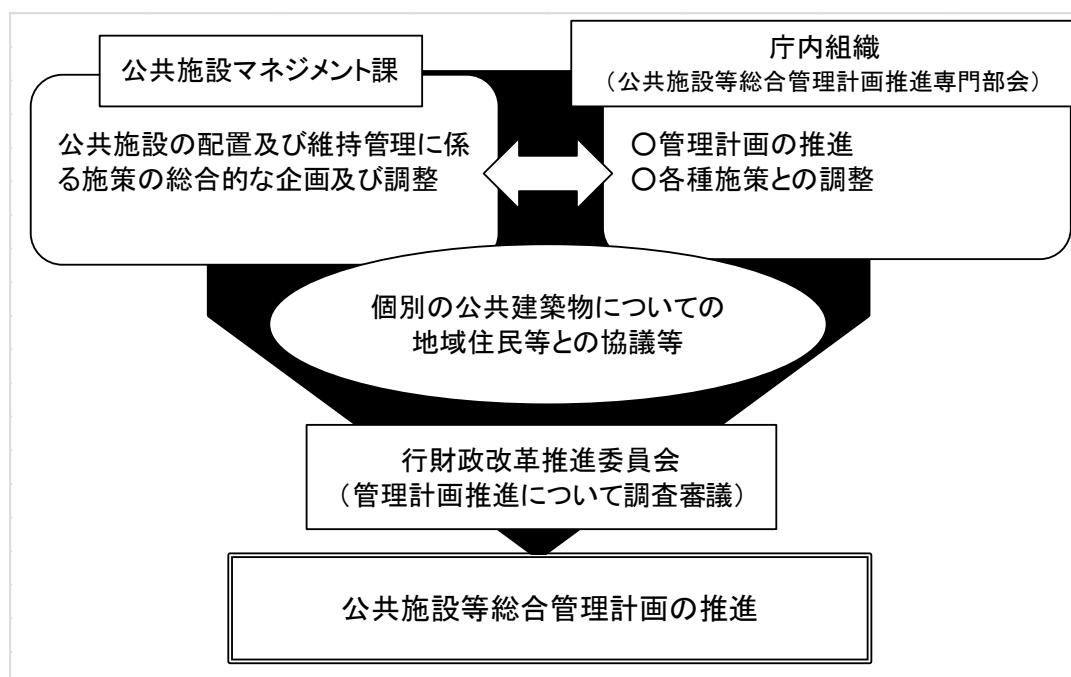 公共施設マネジメント課
公共施設の配置及び維持管理に係
る施策の総合的な企画及び調整
庁内組織
（公共施設等総合管理計画推進専門部会）
〇管理計画の推進
〇各種施策との調整
個別の公共建築物についての
地域住民等との協議等
行財政改革推進委員会
（管理計画推進について調査審議）
公共施設等総合管理計画の推進